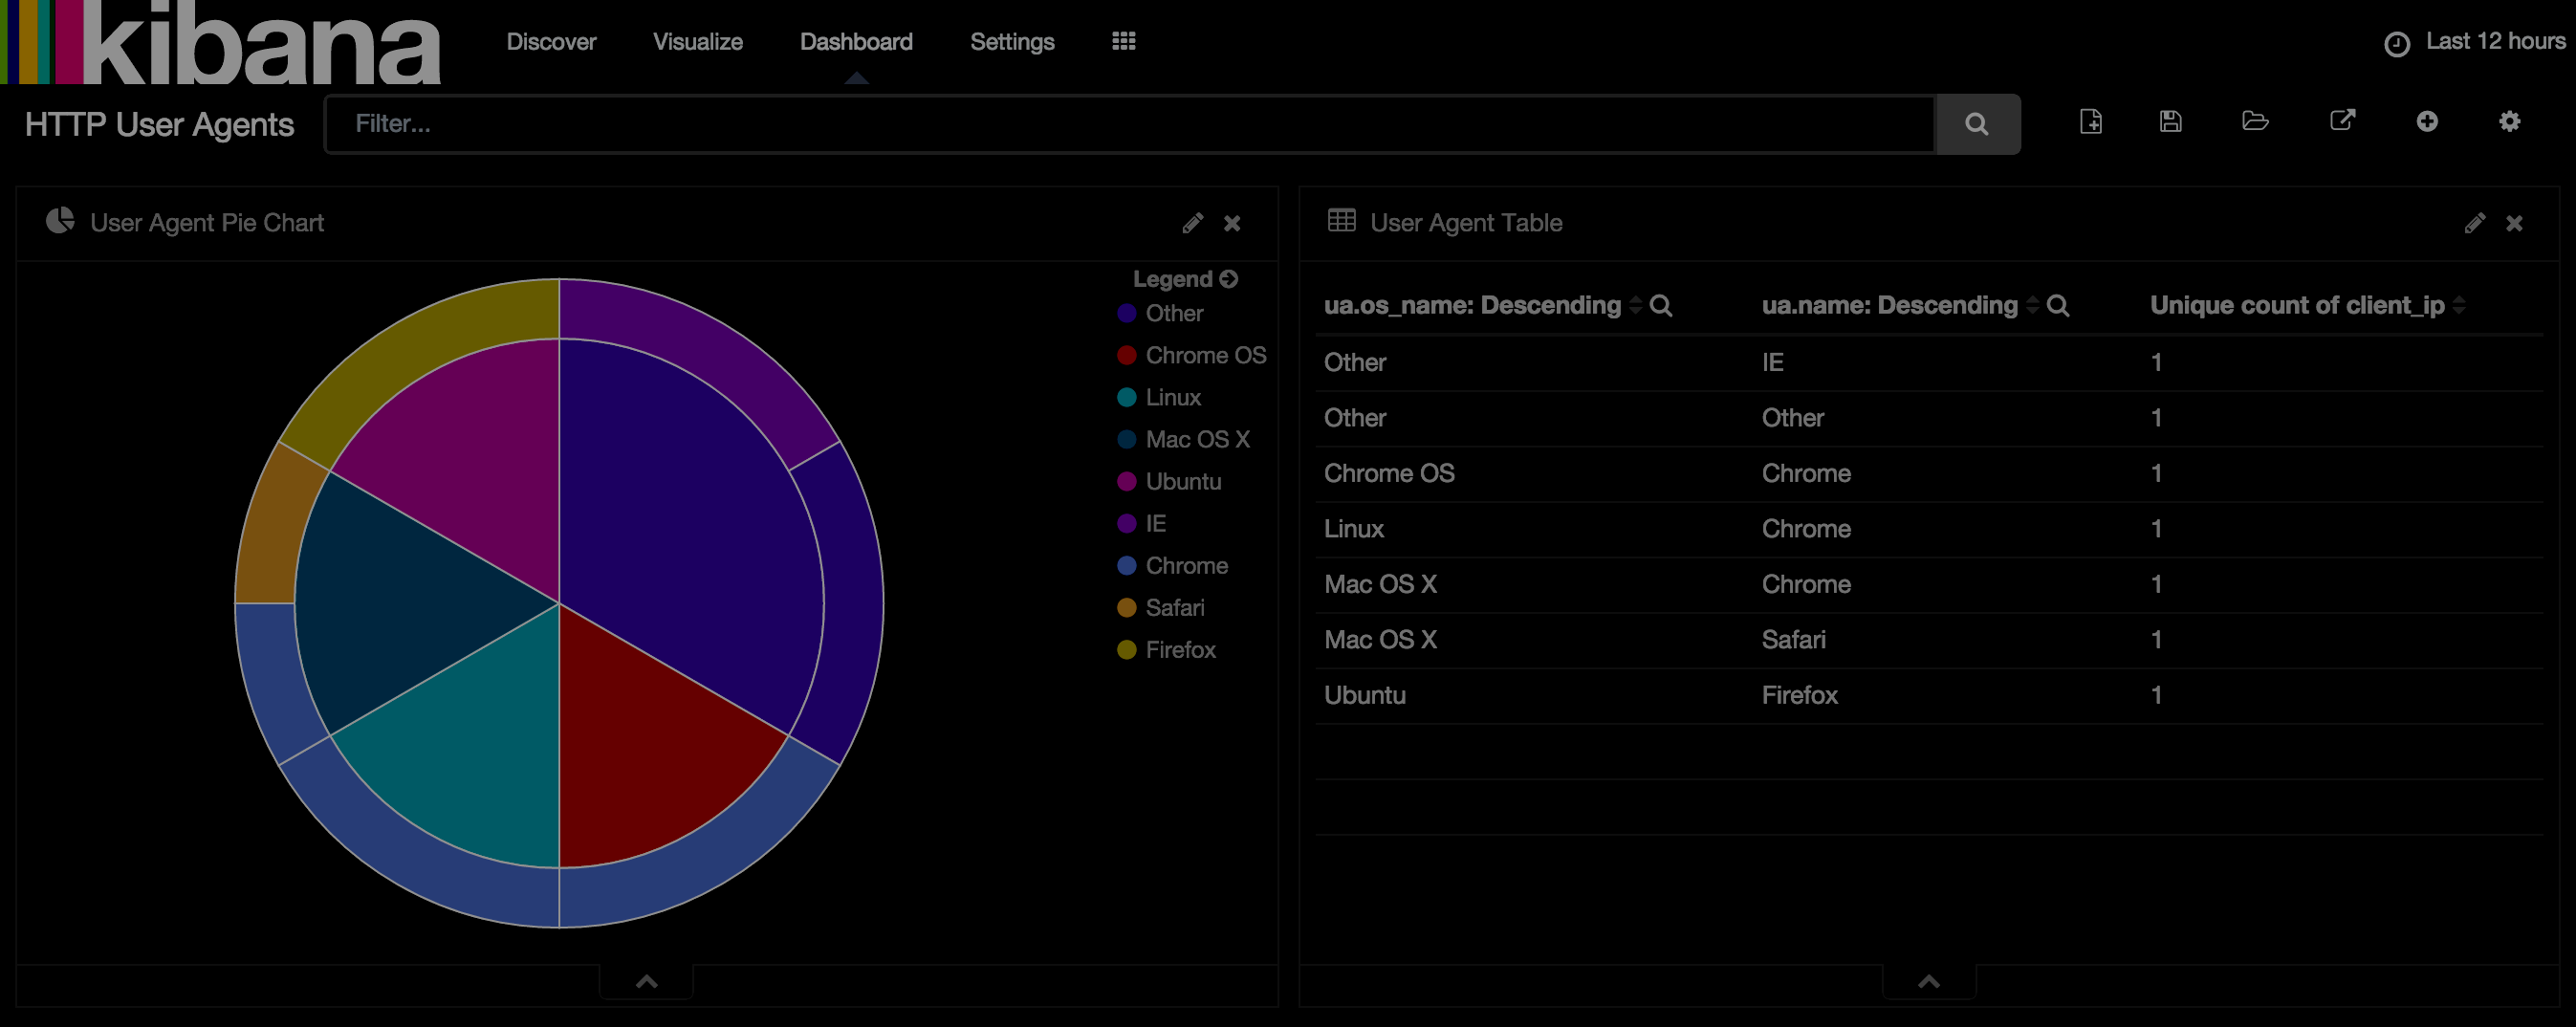 kibana
Discover Visualize Dashboard Settings
Last 12 hours
HTTP User Agents
Filter...
User Agent Pie Chart
Legend
Other
Chrome OS
Linux
Mac OS X
Ubuntu
IE
Chrome
Safari
Firefox
User Agent Table
ua.os_name: Descending ua.name: Descending Unique count of client_ip
Other IE 1
Other Other 1
Chrome OS Chrome 1
Linux Chrome 1
Mac OS X Chrome 1
Mac OS X Safari 1
Ubuntu Firefox 1